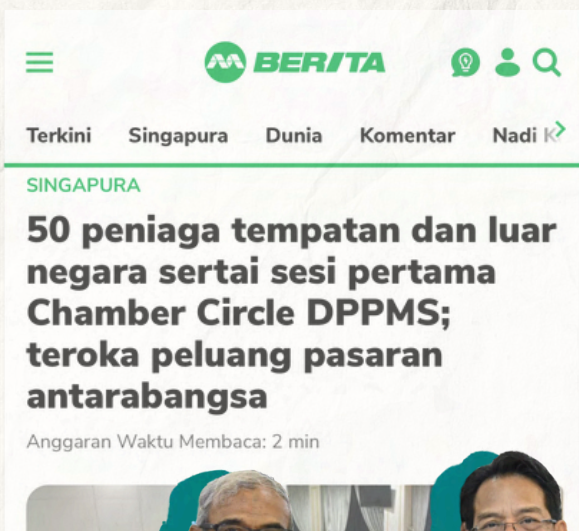 BERITA
Terkini Singapura Dunia Komentar Nadi K
SINGAPURA
50 peniaga tempatan dan luar
negara sertai sesi pertama
Chamber Circle DPPMS;
teroka peluang pasaran
antarabangsa
Anggaran Waktu Membaca: 2 min